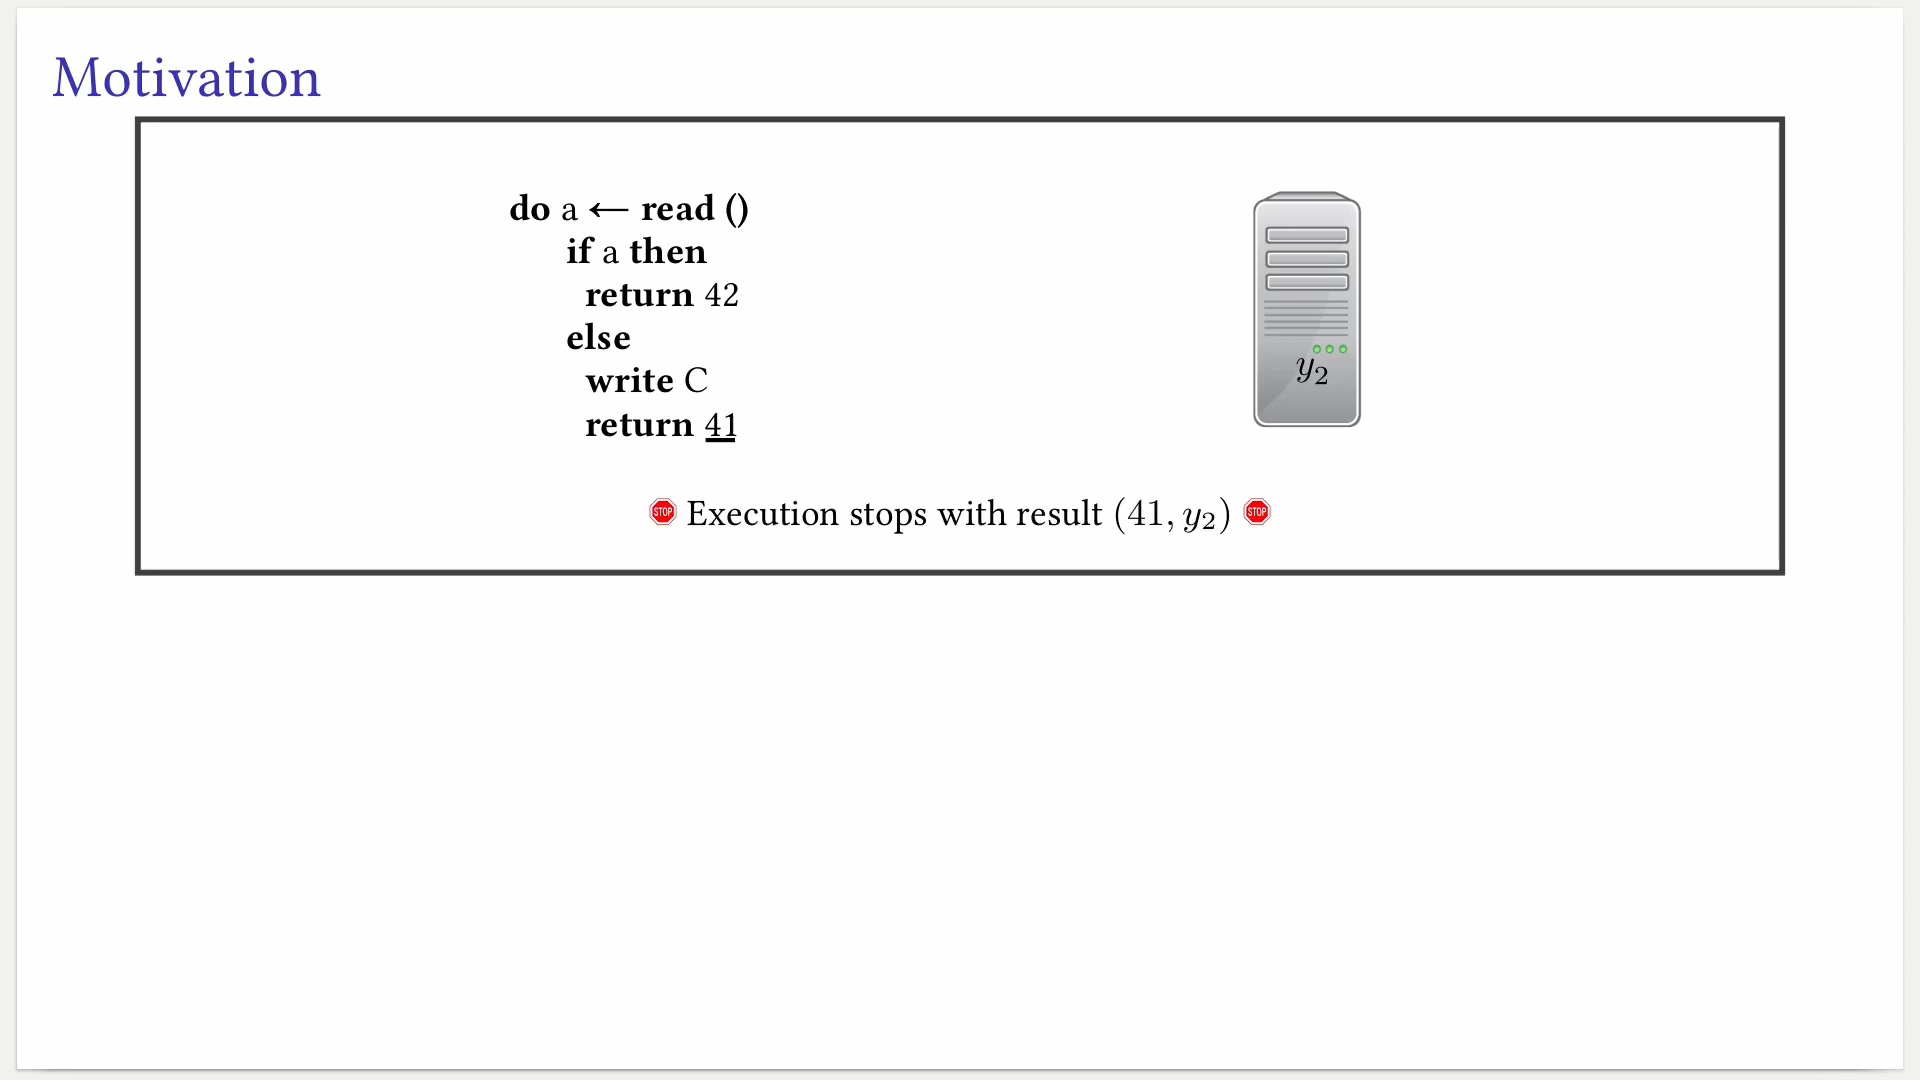 Motivation
do a ⟵ read ()
if a then
return 42
else
write C
return 41
y₂
STOP Execution stops with result (41, y₂) STOP